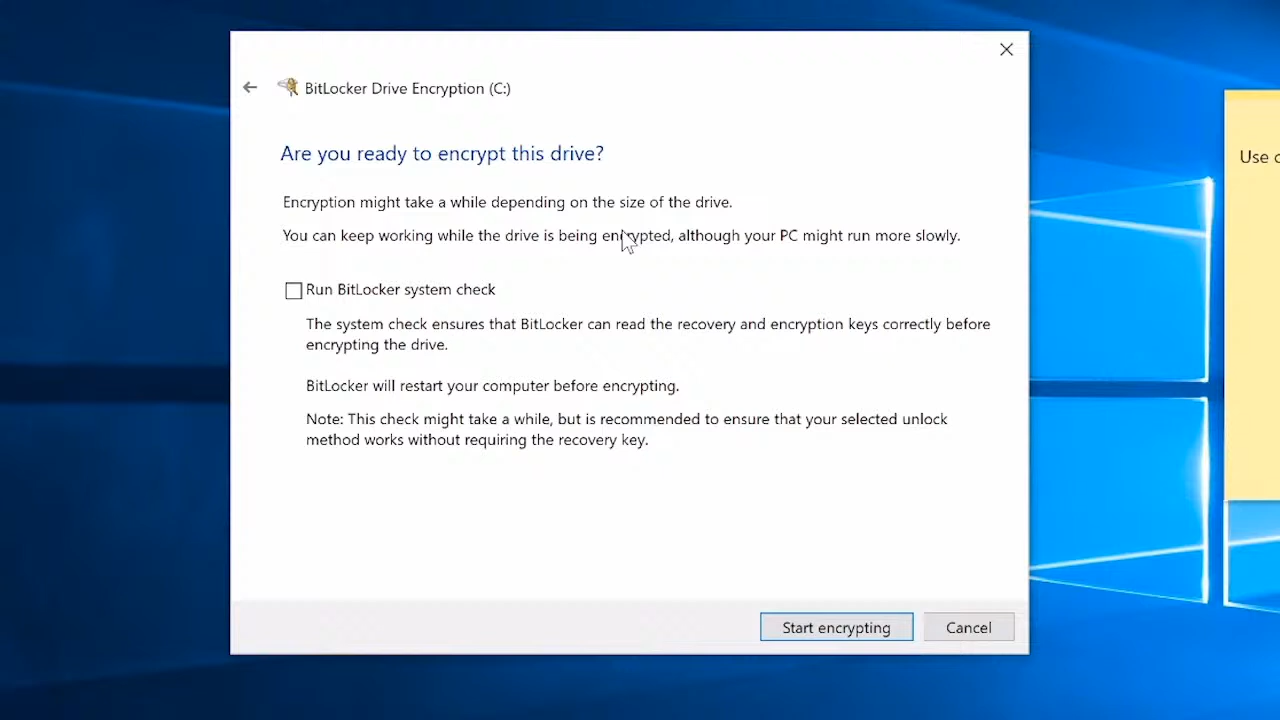 BitLocker Drive Encryption (C:)
Are you ready to encrypt this drive?
Encryption might take a while depending on the size of the drive.
You can keep working while the drive is being encrypted, although your PC might run more slowly.
Run BitLocker system check
The system check ensures that BitLocker can read the recovery and encryption keys correctly before
encrypting the drive.
BitLocker will restart your computer before encrypting.
Note: This check might take a while, but is recommended to ensure that your selected unlock
method works without requiring the recovery key.
Start encrypting
Cancel
Use